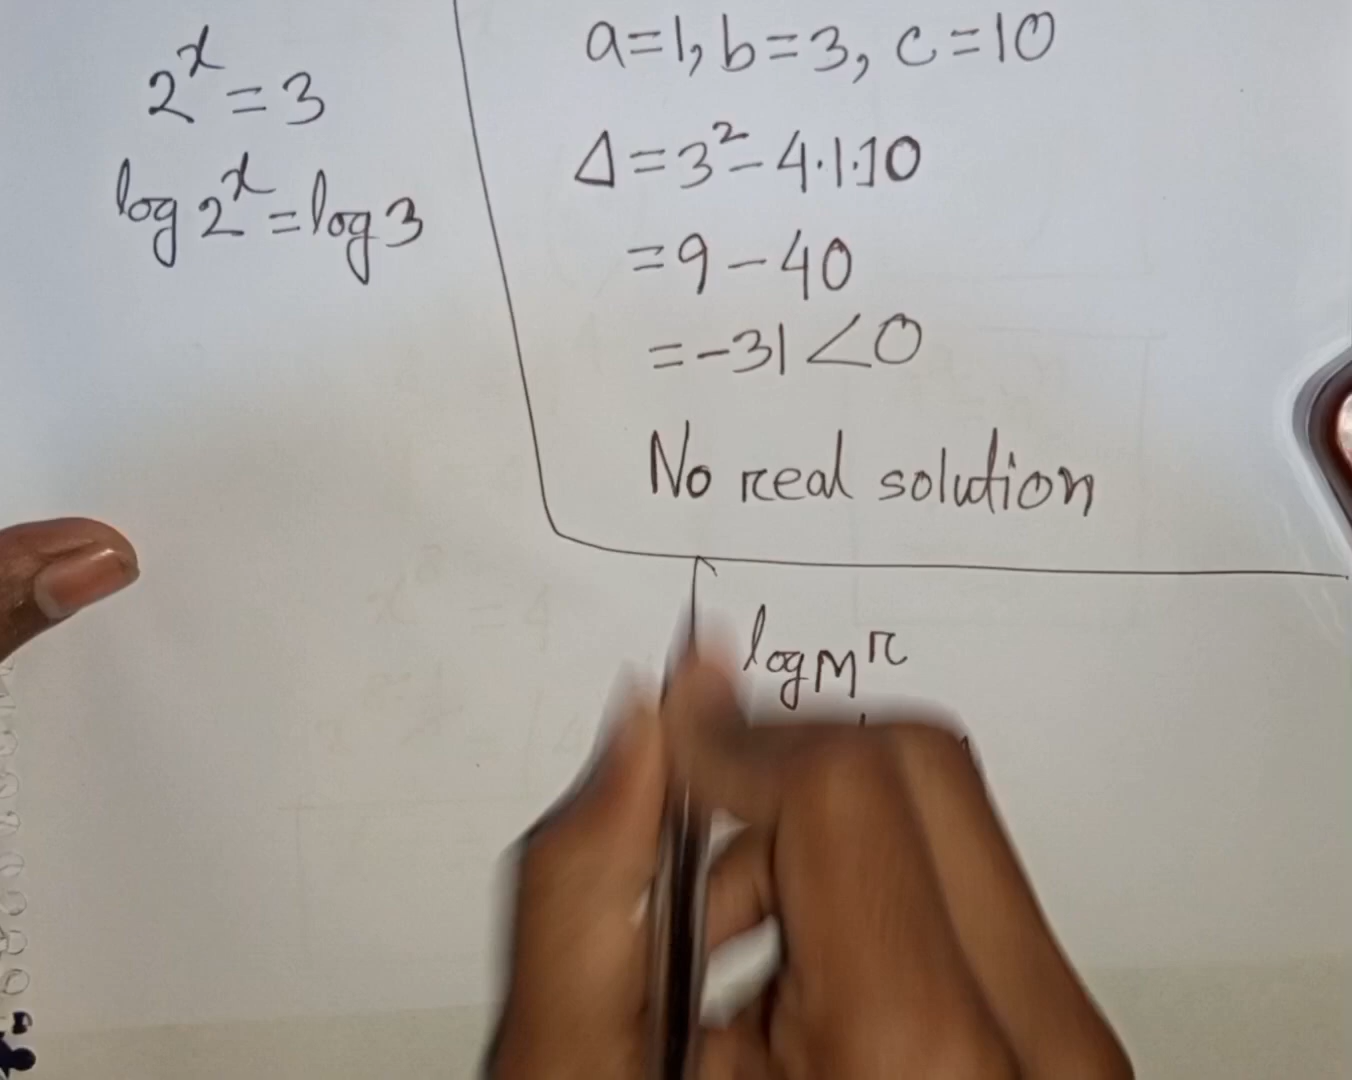 2^x = 3
log 2^x = log 3
a=1, b=3, c=10
Δ=3²-4·1·10
=9-40
=-31<0
No real solution
log M^r